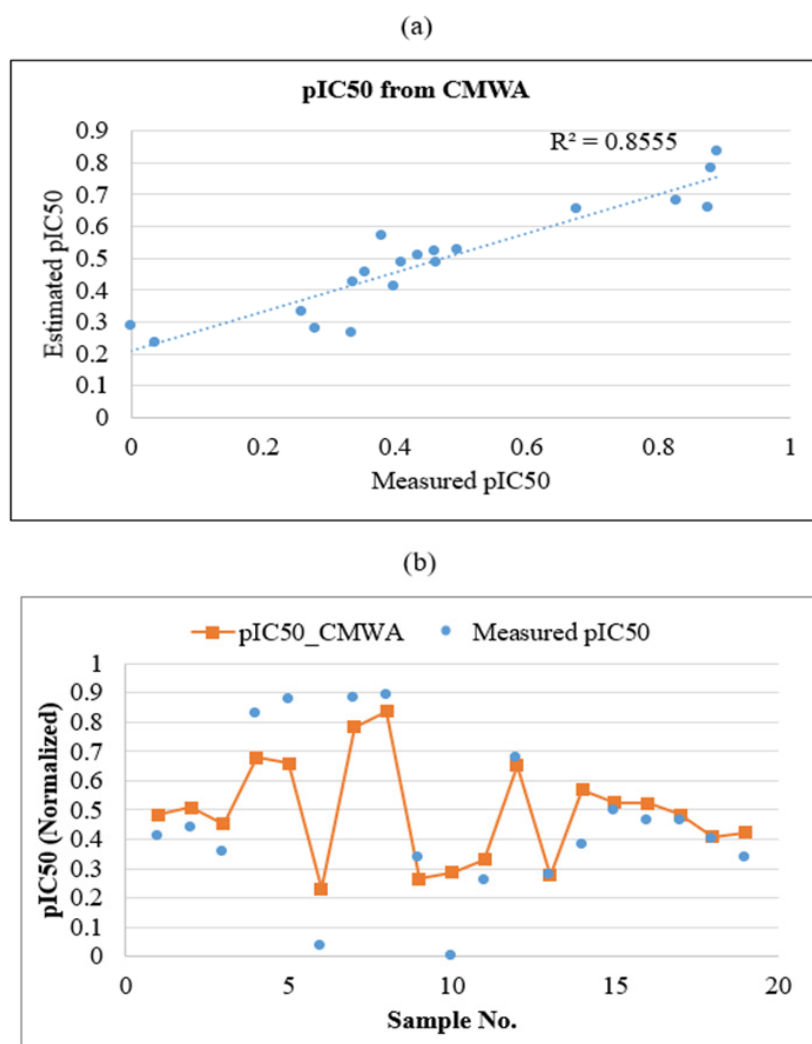 (a)
pIC50 from CMWA
R² = 0.8555
Estimated pIC50
0.9
0.8
0.7
0.6
0.5
0.4
0.3
0.2
0.1
0
0 0.2 0.4 0.6 0.8 1
Measured pIC50
(b)
pIC50_CMWA Measured pIC50
pIC50 (Normalized)
1
0.9
0.8
0.7
0.6
0.5
0.4
0.3
0.2
0.1
0
0 5 10 15 20
Sample No.